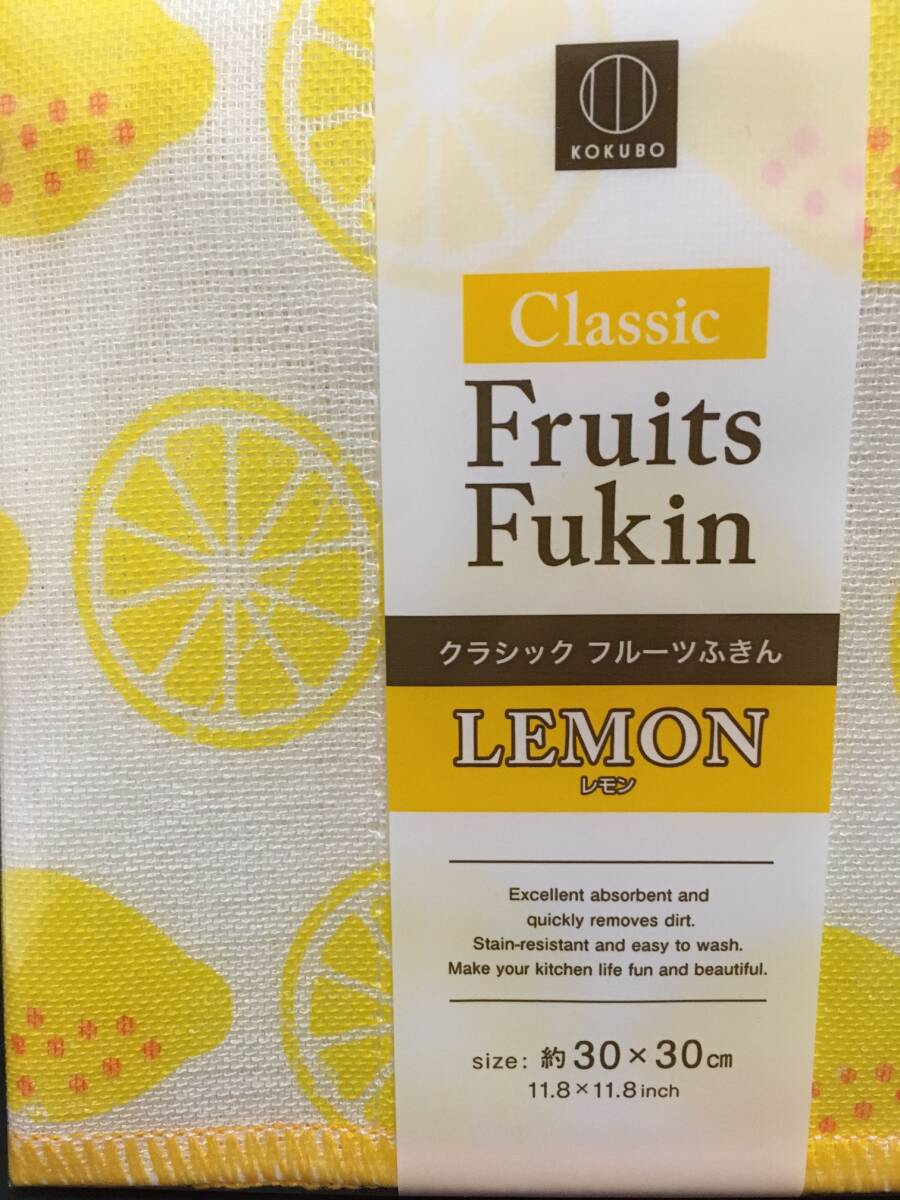 KOKUBO
Classic
Fruits
Fukin
クラシック フルーツふきん
LEMON
レモン
Excellent absorbent and
quickly removes dirt.
Stain-resistant and easy to wash.
Make your kitchen life fun and beautiful.
size: 約 30×30cm
11.8×11.8 inch